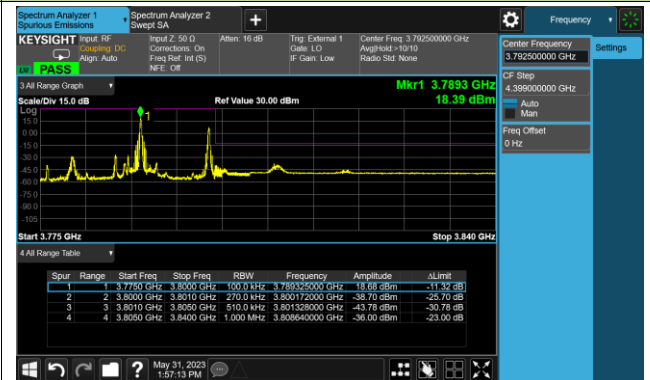 Spectrum Analyzer 1
Spurious Emissions
Spectrum Analyzer 2
Swept SA
Frequency
KEYSIGHT
Input: RF
Coupling: DC
Align: Auto
PASS
Input Z: 50 Ω
Corrections: On
Freq Ref: Int (S)
NFE: Off
Atten: 16 dB
Trig: External 1
Gate: LO
IF Gain: Low
Center Freq: 3.792500000 GHz
Avg|Hold:>10/10
Radio Std: None
Center Frequency
3.792500000 GHz
Settings
CF Step
4.399000000 GHz
Auto
Man
Freq Offset
0 Hz
3 All Range Graph
Mkr1 3.7893 GHz
Scale/Div 15.0 dB
Ref Value 30.00 dBm
18.39 dBm
Log
15.0
0.00
-15.0
-30.0
-45.0
-60.0
-75.0
-90.0
-105
1
Start 3.775 GHz
Stop 3.840 GHz
4 All Range Table
Spur Range Start Freq Stop Freq RBW Frequency Amplitude ΔLimit
1 1 3.7750 GHz 3.8000 GHz 100.0 kHz 3.789325000 GHz 18.68 dBm -11.32 dB
2 2 3.8000 GHz 3.8010 GHz 270.0 kHz 3.800172000 GHz -38.70 dBm -25.70 dB
3 3 3.8010 GHz 3.8050 GHz 510.0 kHz 3.801328000 GHz -43.78 dBm -30.78 dB
4 4 3.8050 GHz 3.8400 GHz 1.000 MHz 3.808640000 GHz -36.00 dBm -23.00 dB
May 31, 2023
1:57:13 PM